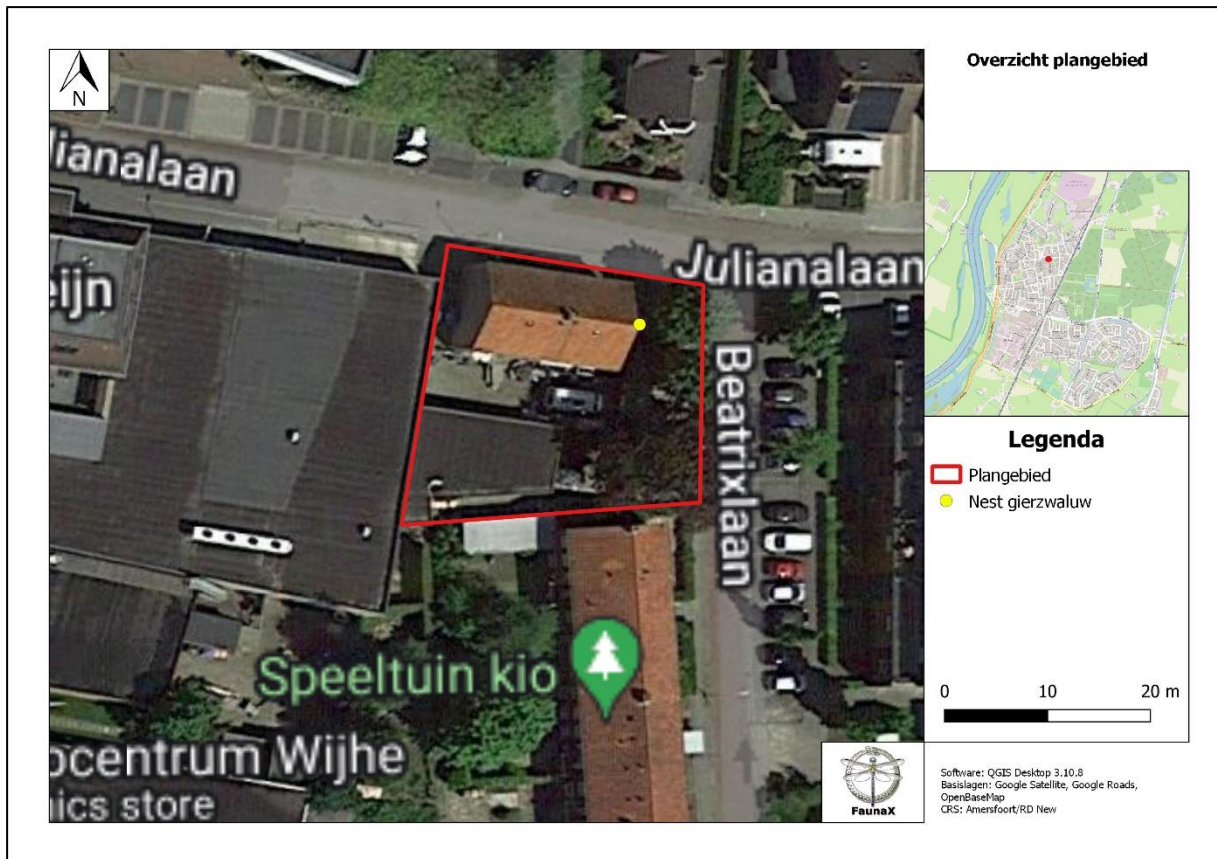 Overzicht plangebied
N
lianalaan
Julianalaan
eijn
Beatrixlaan
Speeltuin kio
ocentrum Wijhe
nics store
Legenda
Plangebied
Nest gierzwaluw
0 10 20 m
FaunaX
Software: QGIS Desktop 3.10.8
Basislagen: Google Satellite, Google Roads,
OpenBaseMap
CRS: Amersfoort/RD New